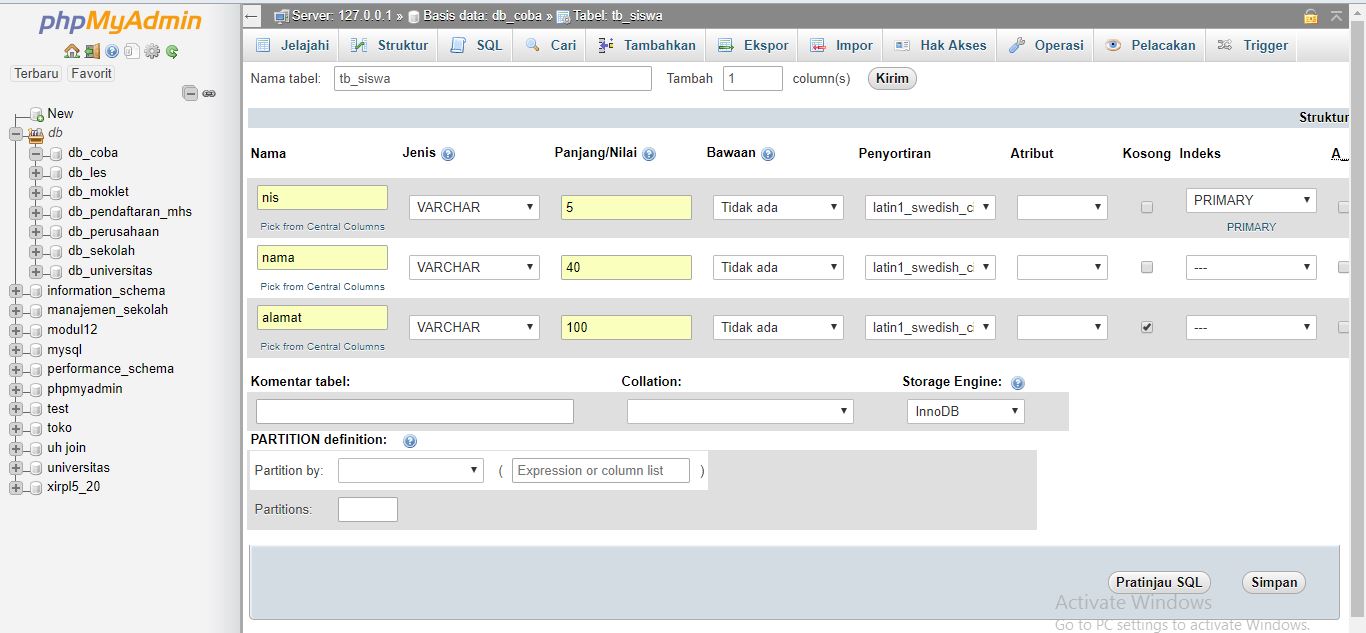 phpMyAdmin
Terbaru Favorit
New
db
db_coba
db_les
db_moklet
db_pendaftaran_mhs
db_perusahaan
db_sekolah
db_universitas
information_schema
manajemen_sekolah
modul12
mysql
performance_schema
phpmyadmin
test
toko
uh join
universitas
xirpl5_20
Server: 127.0.0.1 » Basis data: db_coba » Tabel: tb_siswa
Jelajahi Struktur SQL Cari Tambahkan Ekspor Impor Hak Akses Operasi Pelacakan Trigger
Nama tabel: tb_siswa Tambah 1 column(s) Kirim
Struktur
Nama Jenis Panjang/Nilai Bawaan Penyortiran Atribut Kosong Indeks A_
nis VARCHAR 5 Tidak ada latin1_swedish_ci PRIMARY
Pick from Central Columns PRIMARY
nama VARCHAR 40 Tidak ada latin1_swedish_ci ---
Pick from Central Columns
alamat VARCHAR 100 Tidak ada latin1_swedish_ci ---
Pick from Central Columns
Komentar tabel: Collation: Storage Engine:
InnoDB
PARTITION definition:
Partition by: ( Expression or column list )
Partitions:
Pratinjau SQL Simpan
Activate Windows
Go to PC settings to activate Windows.